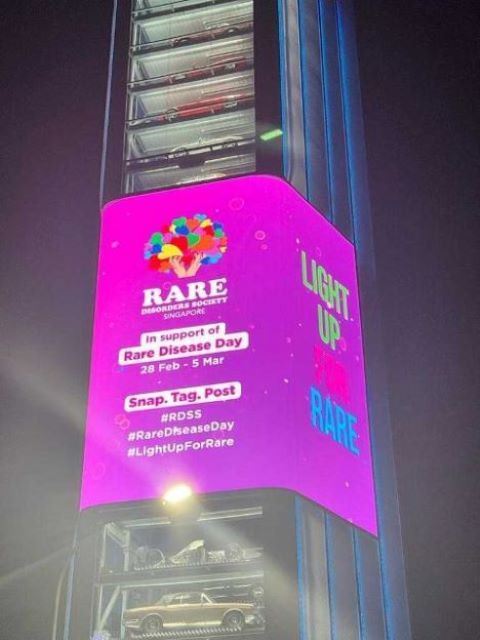 RARE
DISORDERS SOCIETY
SINGAPORE
In support of
Rare Disease Day
28 Feb - 5 Mar
Snap. Tag. Post
#RDSS
#RareDiseaseDay
#LightUpForRare
LIGHT
UP
FOR
RARE